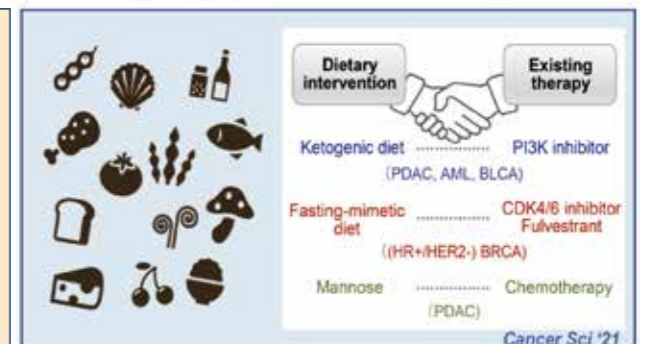 Dietary intervention
Existing therapy
Ketogenic diet ············ PI3K inhibitor
(PDAC, AML, BLCA)
Fasting-mimetic diet ············ CDK4/6 inhibitor Fulvestrant
((HR+/HER2-) BRCA)
Mannose ············ Chemotherapy
(PDAC)
Cancer Sci '21